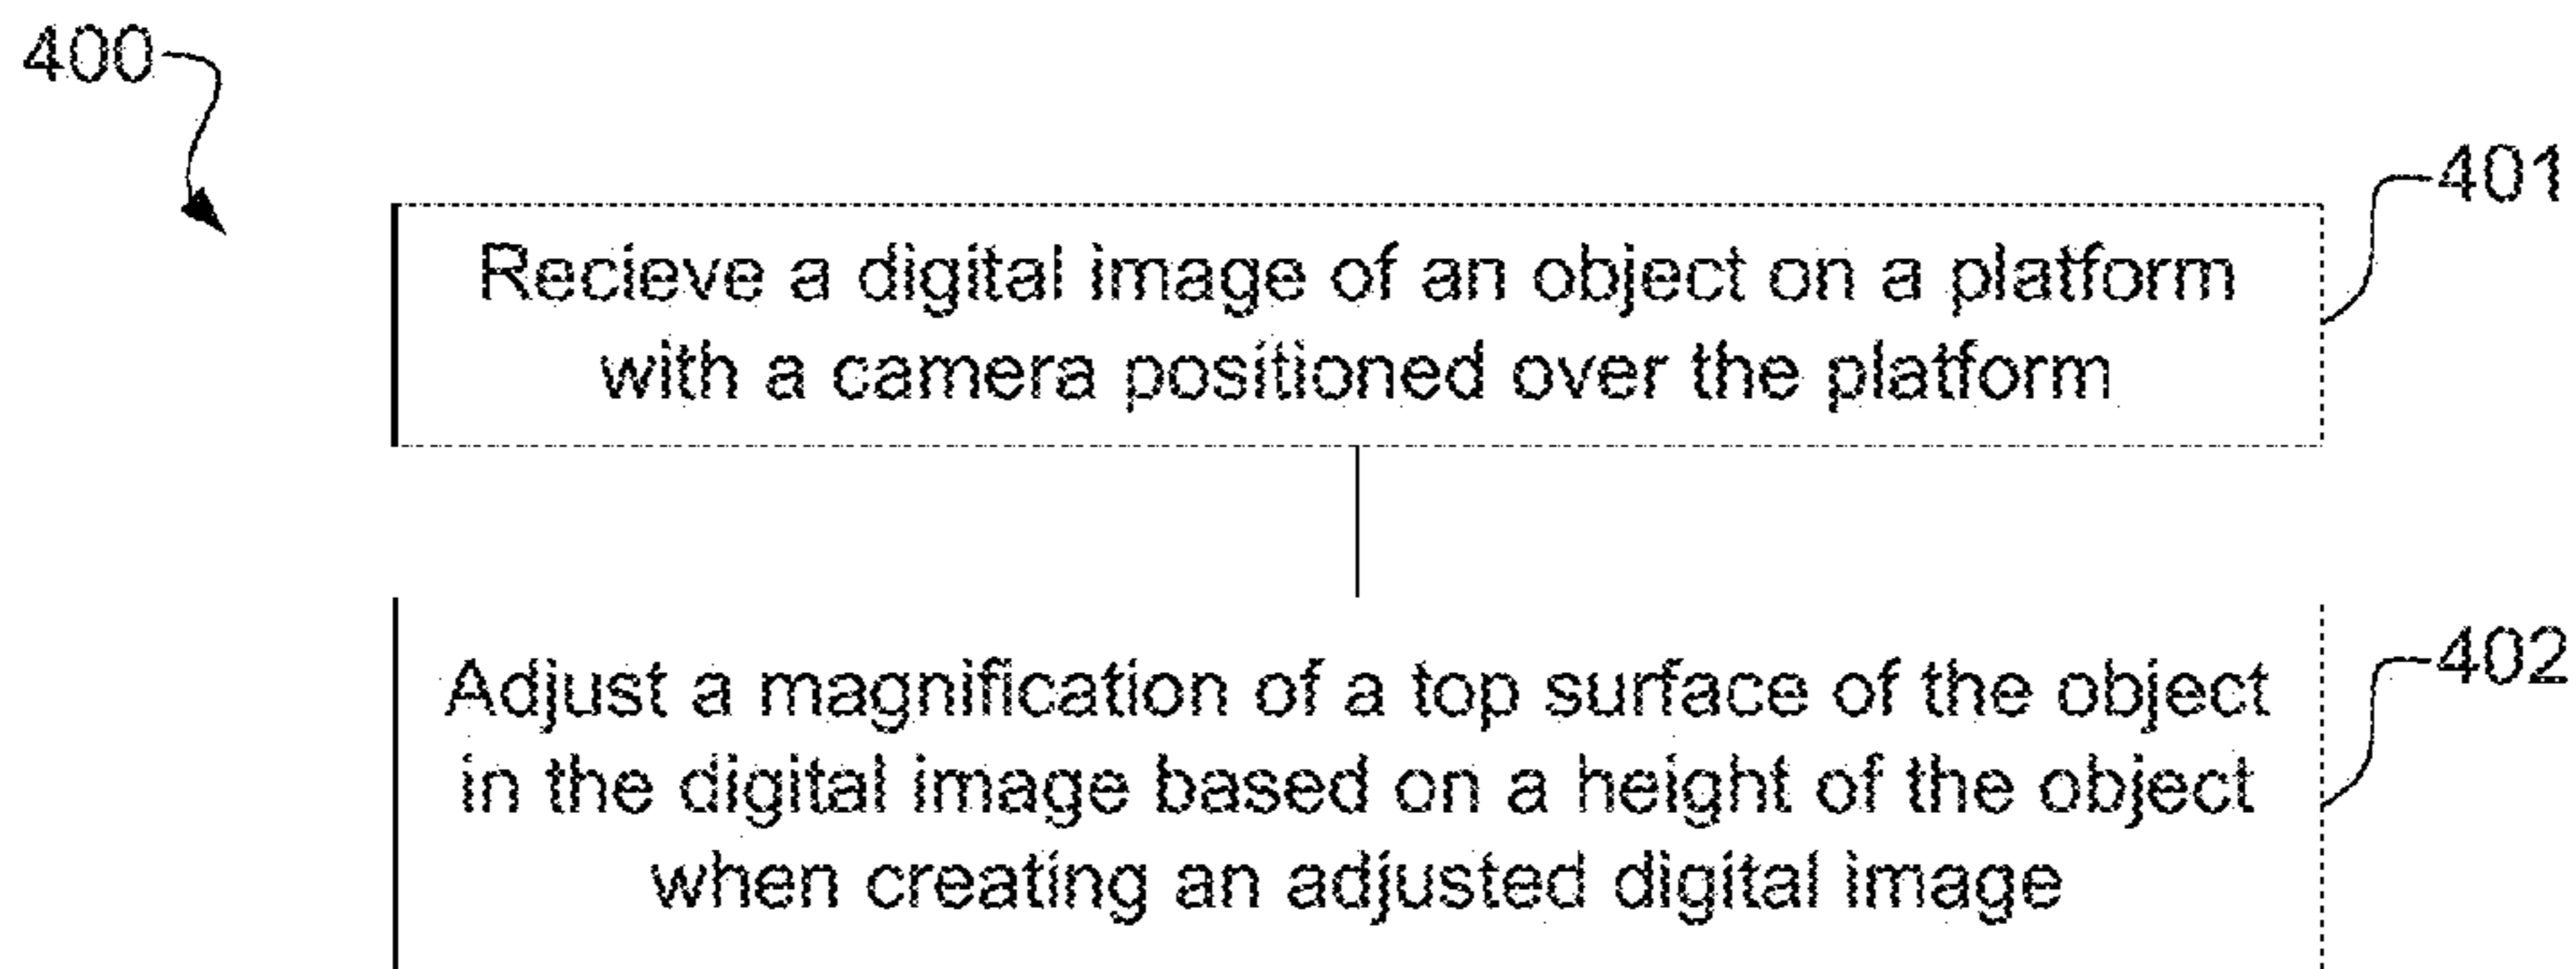 400
401
Recieve a digital image of an object on a platform
with a camera positioned over the platform
402
Adjust a magnification of a top surface of the object
in the digital image based on a height of the object
when creating an adjusted digital image